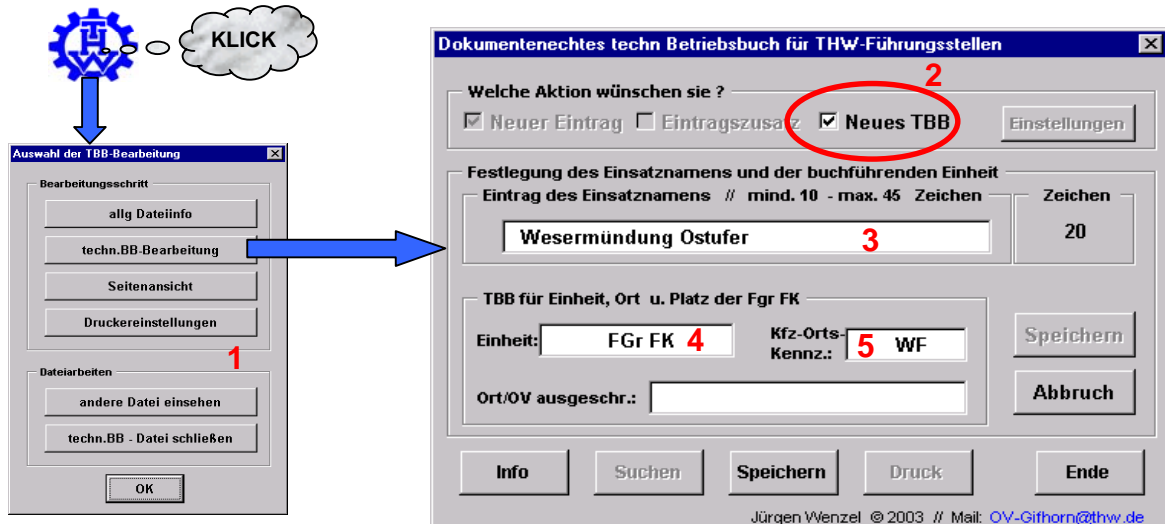 THW
KLICK
Auswahl der TBB-Bearbeitung
Bearbeitungsschritt
allg Dateiinfo
techn.BB-Bearbeitung
Seitenansicht
Druckereinstellungen
1
Dateiarbeiten
andere Datei einsehen
techn.BB - Datei schließen
OK
Dokumentenechtes techn Betriebsbuch für THW-Führungsstellen
2
Welche Aktion wünschen sie ?
Neuer Eintrag Eintragszusatz Neues TBB Einstellungen
Festlegung des Einsatznamens und der buchführenden Einheit
Eintrag des Einsatznamens // mind. 10 - max. 45 Zeichen Zeichen
Wesermündung Ostufer 3 20
TBB für Einheit, Ort u. Platz der Fgr FK
Einheit: FGr FK 4 Kfz-Orts-
Kennz.: 5 WF
Speichern
Ort/OV ausgeschr.: Abbruch
Info Suchen Speichern Druck Ende
Jürgen Wenzel © 2003 // Mail: OV-Gifhorn@thw.de